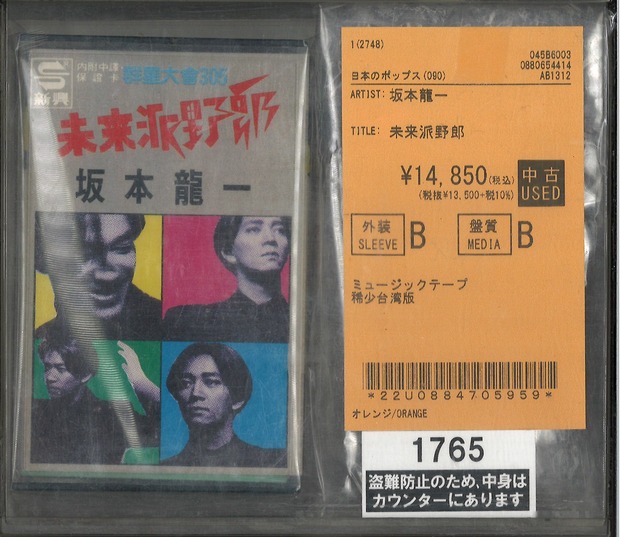 内附中譯
保證卡
群星大會305
新興
未来派野郎
坂本龍一
1(2748)
045B6003
0880654414
日本のポップス(090)
AB1312
ARTIST: 坂本龍一
TITLE: 未来派野郎
¥14,850(税込)
(税抜¥13,500+税10%)
中古
USED
外装
SLEEVE
B
盤質
MEDIA
B
ミュージックテープ
稀少台湾版
*22U0884705959*
オレンジ/ORANGE
1765
盗難防止のため、中身は
カウンターにあります